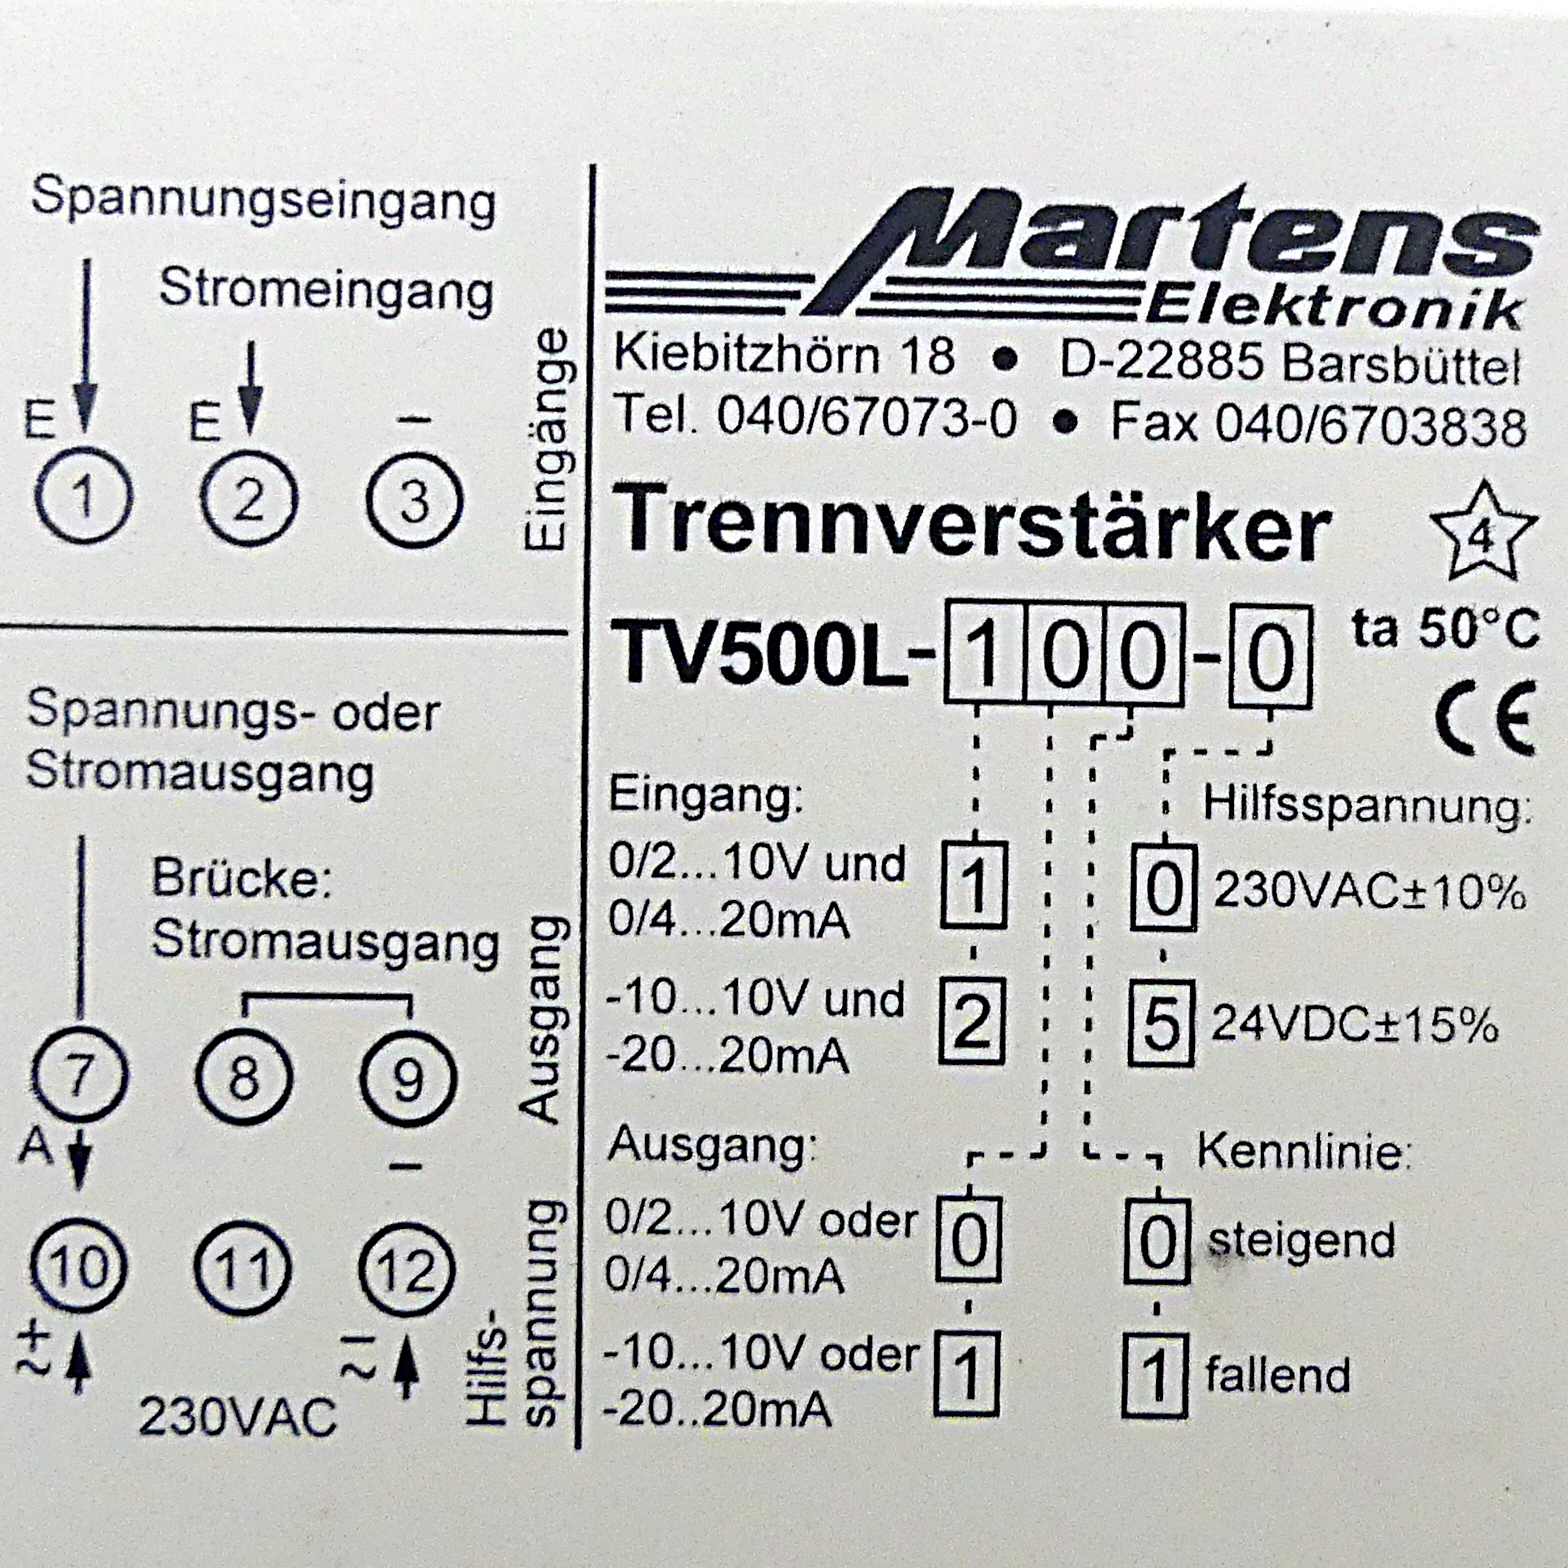 Spannungseingang
Stromeingang
E E –
1 2 3
Eingänge
Spannungs- oder
Stromausgang
Brücke:
Stromausgang
7 8 9
A –
Ausgang
10 11 12
+ ~ – ~
230VAC
Hilfs-
spannung
Martens
Elektronik
Kiebitzhörn 18 • D-22885 Barsbüttel
Tel. 040/67073-0 • Fax 040/6703838
Trennverstärker 4
TV500L-100-0 ta 50°C
CE
Eingang:
0/2...10V und 1
0/4...20mA
-10...10V und 2
-20...20mA
Hilfsspannung:
0 230VAC±10%
5 24VDC±15%
Ausgang:
0/2...10V oder 0
0/4...20mA
-10...10V oder 1
-20..20mA
Kennlinie:
0 steigend
1 fallend